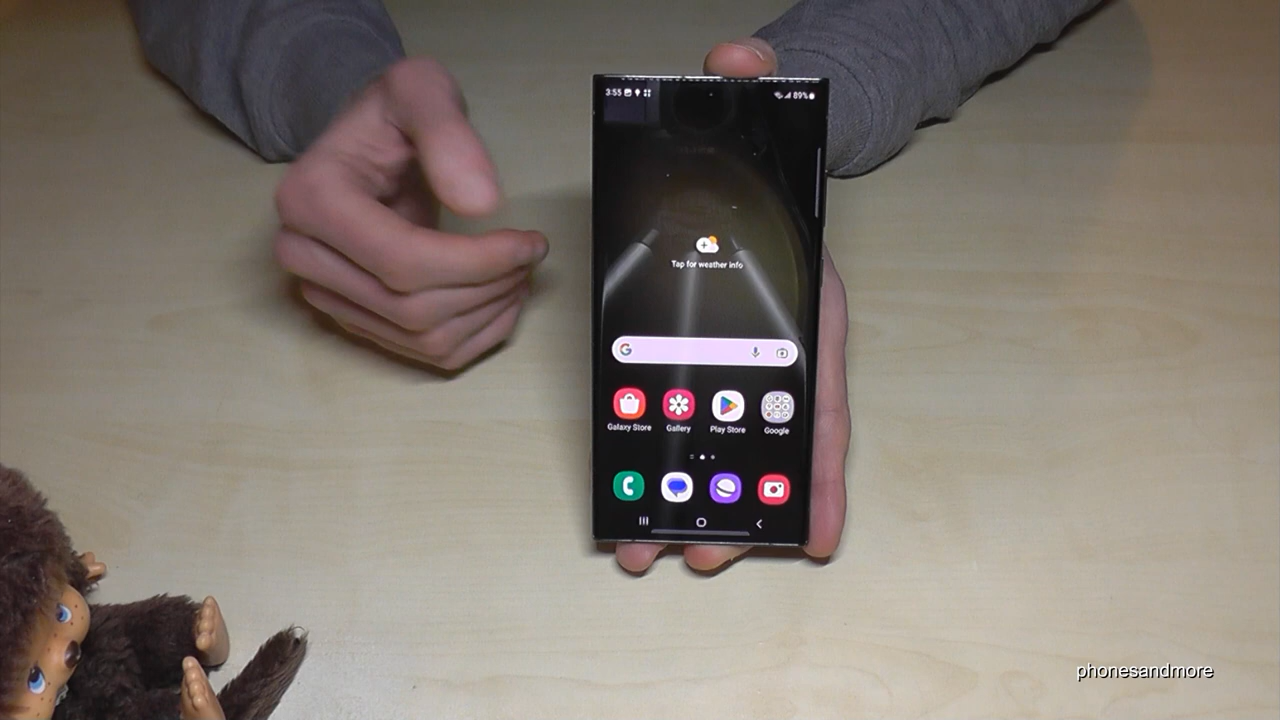 3:55
89%
Tap for weather info
Galaxy Store
Gallery
Play Store
Google
phonesandmore